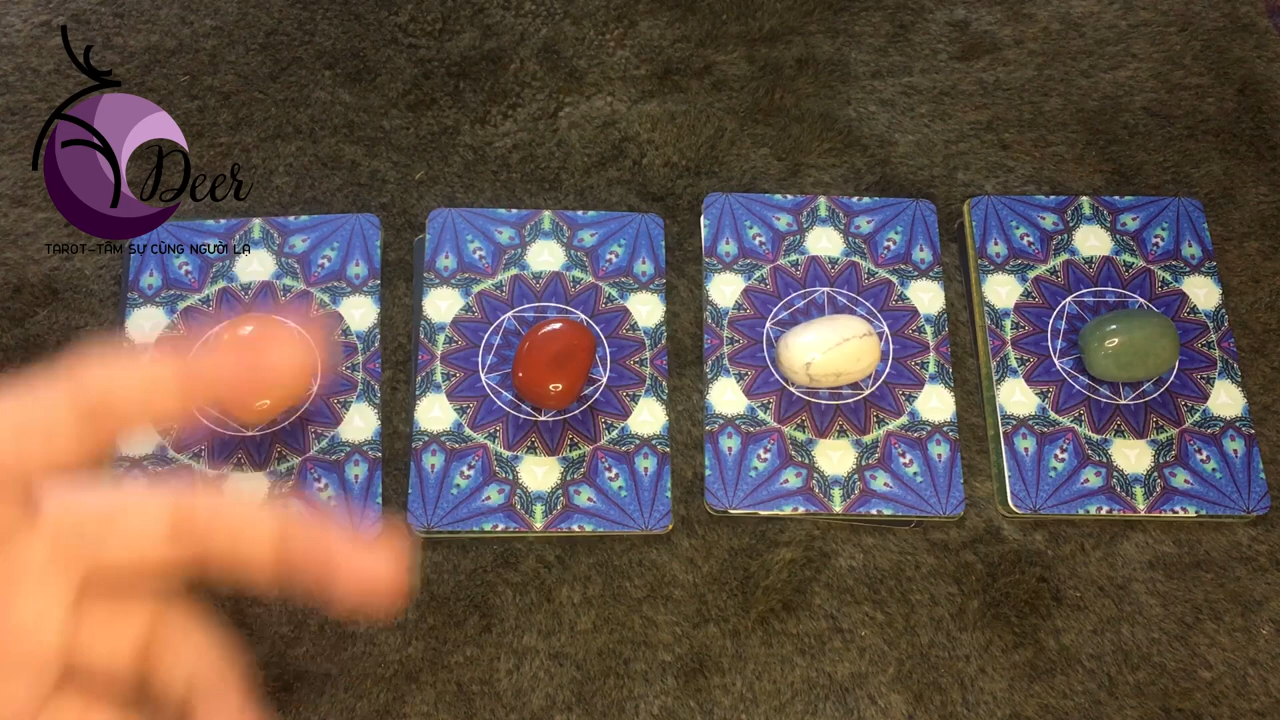 Deer
TAROT-TÂM SỰ CÙNG NGƯỜI LẠ